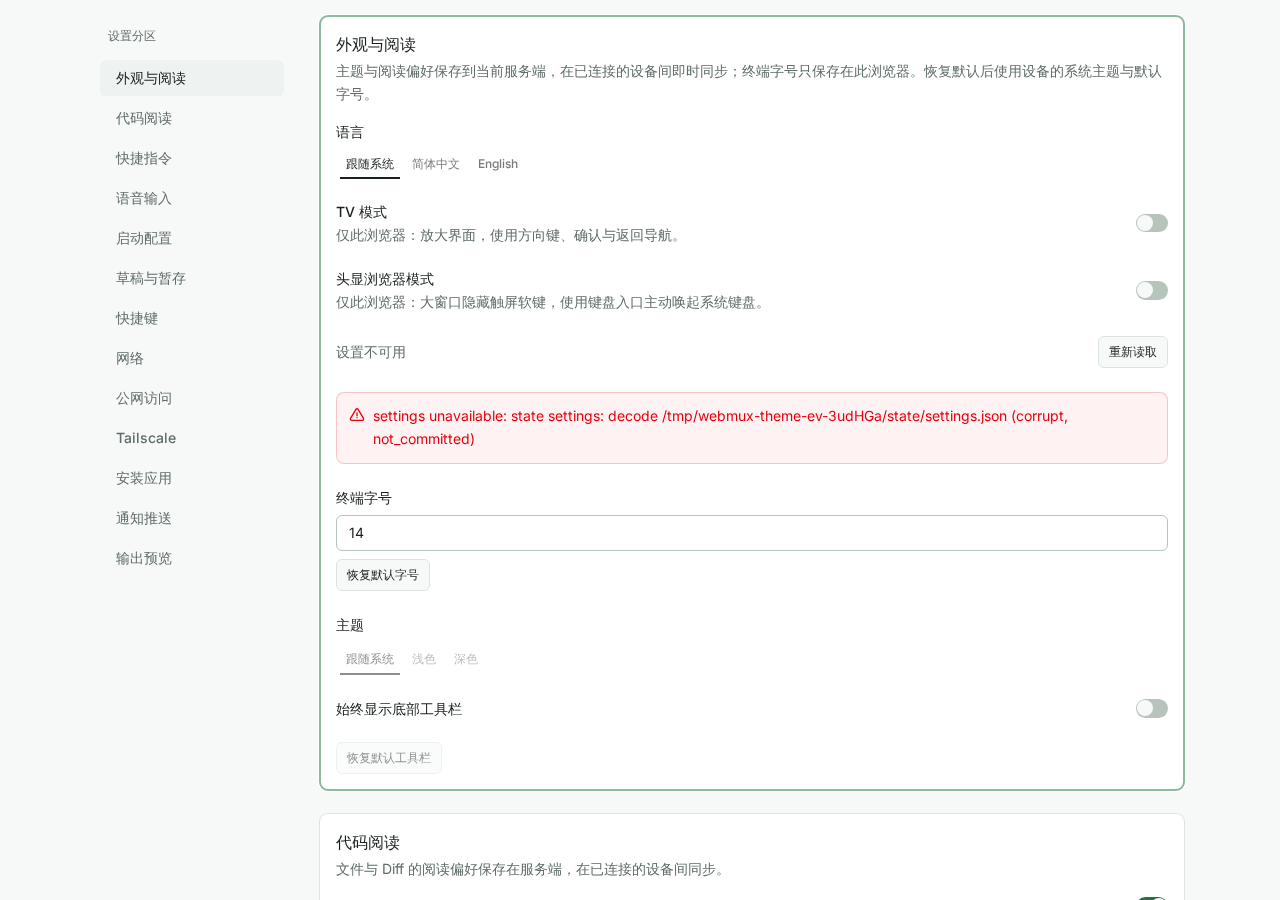 设置分区
外观与阅读
代码阅读
快捷指令
语音输入
启动配置
草稿与暂存
快捷键
网络
公网访问
Tailscale
安装应用
通知推送
输出预览
外观与阅读
主题与阅读偏好保存到当前服务端，在已连接的设备间即时同步；终端字号只保存在此浏览器。恢复默认后使用设备的系统主题与默认
字号。
语言
跟随系统 简体中文 English
TV 模式
仅此浏览器：放大界面，使用方向键、确认与返回导航。
头显浏览器模式
仅此浏览器：大窗口隐藏触屏软键，使用键盘入口主动唤起系统键盘。
设置不可用 重新读取
settings unavailable: state settings: decode /tmp/webmux-theme-ev-3udHGa/state/settings.json (corrupt,
not_committed)
终端字号
14
恢复默认字号
主题
跟随系统 浅色 深色
始终显示底部工具栏
恢复默认工具栏
代码阅读
文件与 Diff 的阅读偏好保存在服务端，在已连接的设备间同步。